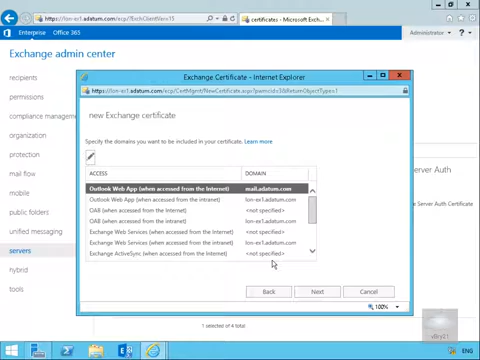 https://lon-ex1.adatum.com/ecp/?ExchClientVer=15
certificates - Microsoft Exch...
Enterprise Office 365
Administrator
?
Exchange admin center
recipients
permissions
compliance management
organization
protection
mail flow
mobile
public folders
unified messaging
servers
hybrid
tools
Exchange Certificate - Internet Explorer
https://lon-ex1.adatum.com/ecp/CertMgmt/NewCertificate.aspx?pwmcid=3&ReturnObjectType=1
new Exchange certificate
Specify the domains you want to be included in your certificate. Learn more
ACCESS DOMAIN
Outlook Web App (when accessed from the Internet) mail.adatum.com
Outlook Web App (when accessed from the intranet) lon-ex1.adatum.com
OAB (when accessed from the Internet) <not specified>
OAB (when accessed from the intranet) lon-ex1.adatum.com
Exchange Web Services (when accessed from the Internet) <not specified>
Exchange Web Services (when accessed from the intranet) lon-ex1.adatum.com
Exchange ActiveSync (when accessed from the Internet) <not specified>
Back Next Cancel
100%
Server Auth
e Server Auth Certificate
1 selected of 4 total
ENG